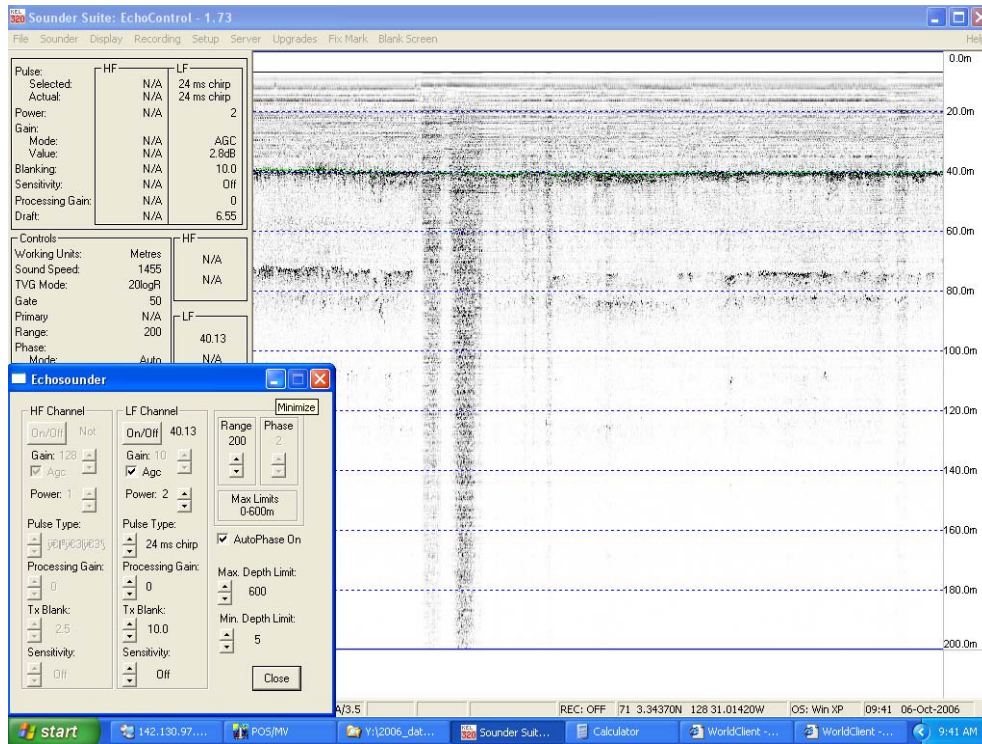 KEL 320 Sounder Suite: EchoControl - 1.73
File Sounder Display Recording Setup Server Upgrades Fix Mark Blank Screen Help
HF LF
Pulse:
Selected: N/A 24 ms chirp
Actual: N/A 24 ms chirp
Power: N/A 2
Gain:
Mode: N/A AGC
Value: N/A 2.8dB
Blanking: N/A 10.0
Sensitivity: N/A Off
Processing Gain: N/A 0
Draft: N/A 6.55
Controls
Working Units: Metres
Sound Speed: 1455
TVG Mode: 20logR
Gate 50
Primary N/A
Range: 200
Phase:
Mode: Auto
HF
N/A
N/A
LF
40.13
N/A
0.0m
20.0m
40.0m
60.0m
80.0m
100.0m
120.0m
140.0m
160.0m
180.0m
200.0m
Echosounder
Minimize
HF Channel
On/Off Not
Gain: 128
Agc
Power: 1
Pulse Type:
Processing Gain:
0
Tx Blank:
2.5
Sensitivity:
Off
LF Channel
On/Off 40.13
Gain: 10
Agc
Power: 2
Pulse Type:
24 ms chirp
Processing Gain:
0
Tx Blank:
10.0
Sensitivity:
Off
Range Phase
200 2
Max Limits
0-600m
AutoPhase On
Max. Depth Limit:
600
Min. Depth Limit:
5
Close
A/3.5 REC: OFF 71 3.34370N 128 31.01420W OS: Win XP 09:41 06-Oct-2006
start 142.130.97.... POS/MV Y:\2006_dat... KEL 320 Sounder Suit... Calculator WorldClient -... WorldClient -... 9:41 AM